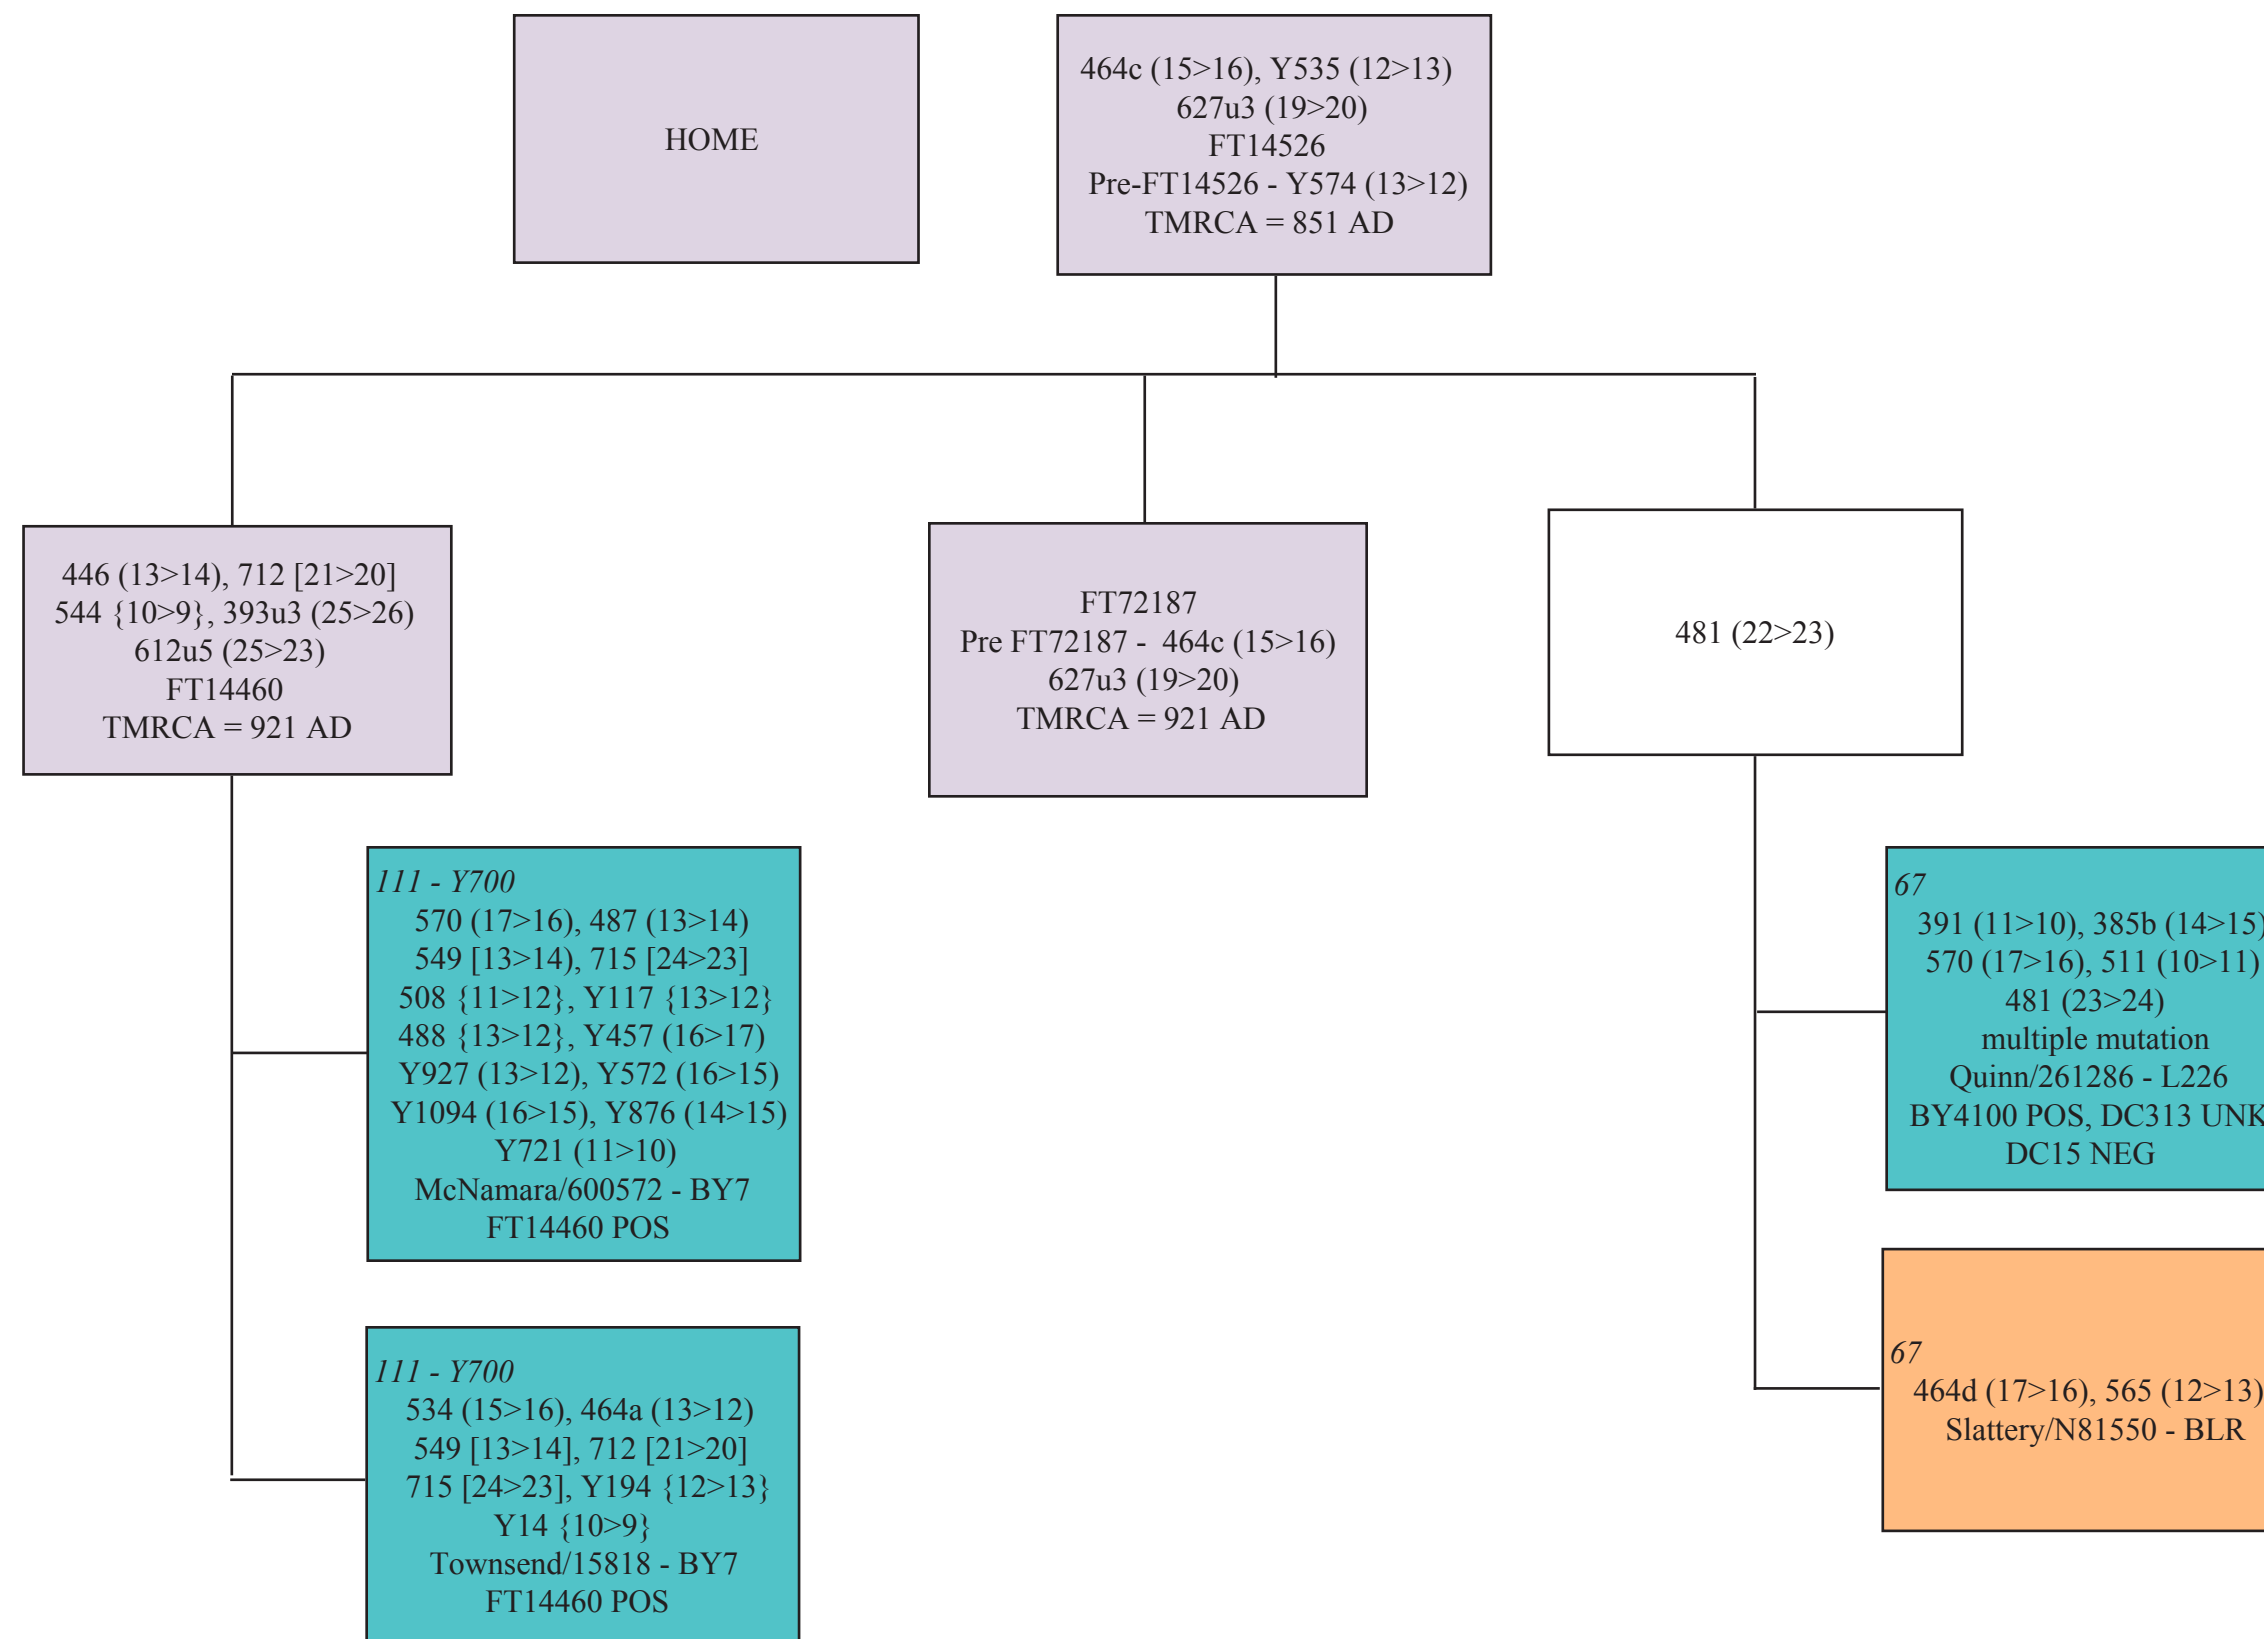 HOME
464c (15>16), Y535 (12>13)
627u3 (19>20)
FT14526
Pre-FT14526 - Y574 (13>12)
TMRCA = 851 AD
446 (13>14), 712 [21>20]
544 {10>9}, 393u3 (25>26)
612u5 (25>23)
FT14460
TMRCA = 921 AD
FT72187
Pre FT72187 - 464c (15>16)
627u3 (19>20)
TMRCA = 921 AD
481 (22>23)
111 - Y700
570 (17>16), 487 (13>14)
549 [13>14), 715 [24>23]
508 {11>12}, Y117 {13>12}
488 {13>12}, Y457 (16>17)
Y927 (13>12), Y572 (16>15)
Y1094 (16>15), Y876 (14>15)
Y721 (11>10)
McNamara/600572 - BY7
FT14460 POS
67
391 (11>10), 385b (14>15)
570 (17>16), 511 (10>11)
481 (23>24)
multiple mutation
Quinn/261286 - L226
BY4100 POS, DC313 UNK
DC15 NEG
111 - Y700
534 (15>16), 464a (13>12)
549 [13>14], 712 [21>20]
715 [24>23], Y194 {12>13}
Y14 {10>9}
Townsend/15818 - BY7
FT14460 POS
67
464d (17>16), 565 (12>13)
Slattery/N81550 - BLR